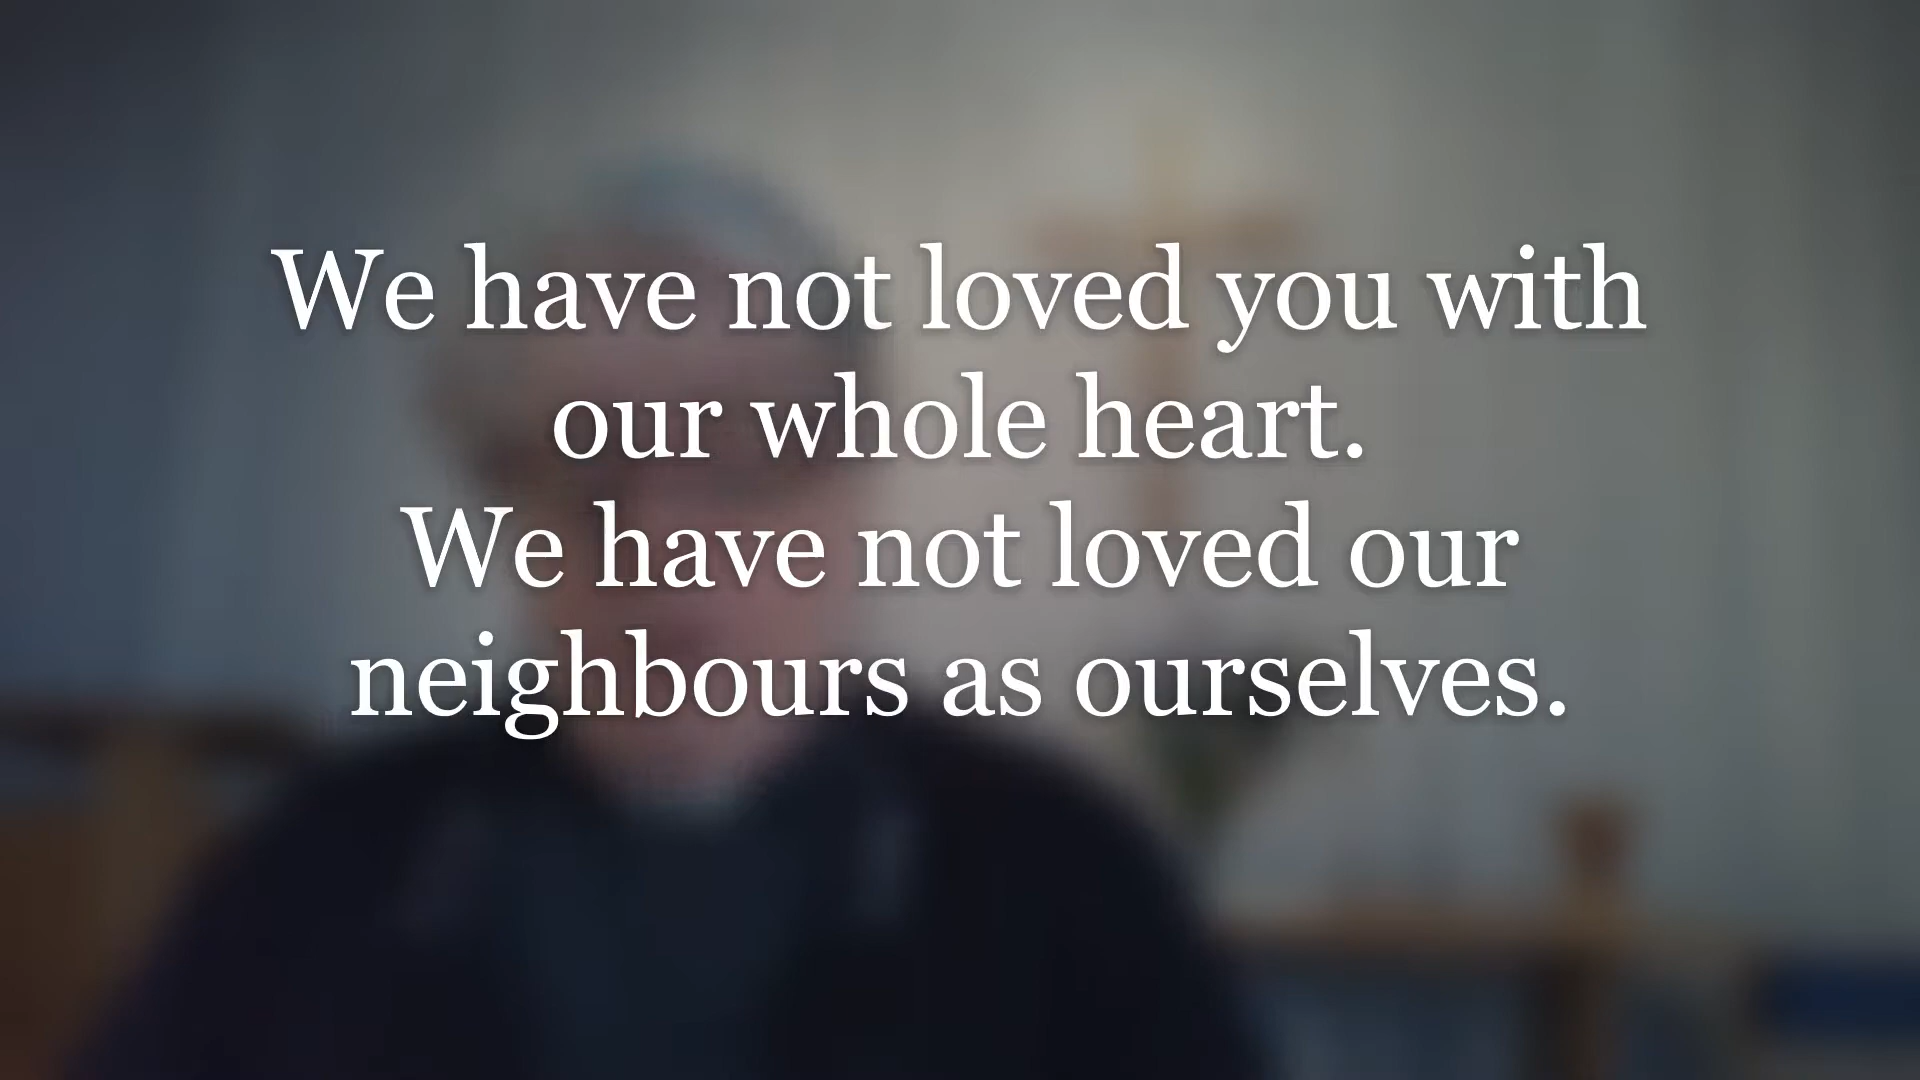 We have not loved you with
our whole heart.
We have not loved our
neighbours as ourselves.